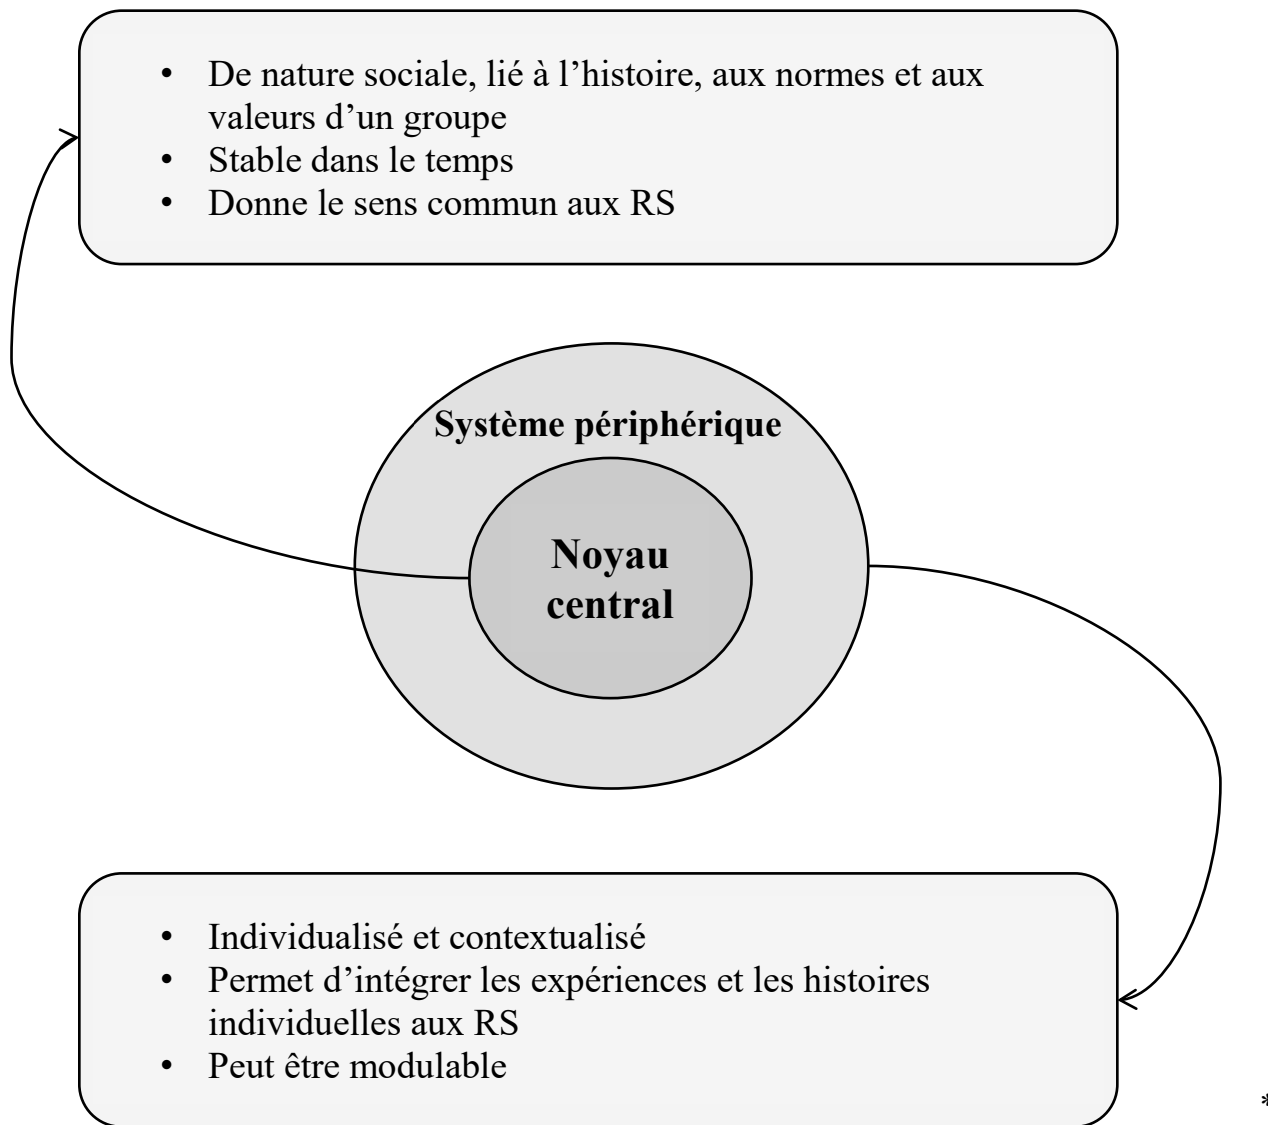 • De nature sociale, lié à l’histoire, aux normes et aux
valeurs d’un groupe
• Stable dans le temps
• Donne le sens commun aux RS
Système périphérique
Noyau
central
• Individualisé et contextualisé
• Permet d’intégrer les expériences et les histoires
individuelles aux RS
• Peut être modulable
*